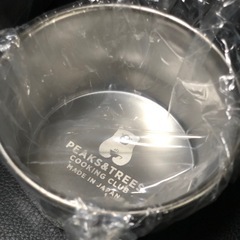 PEAKS&TREES
COOKING CLUB
MADE IN JAPAN